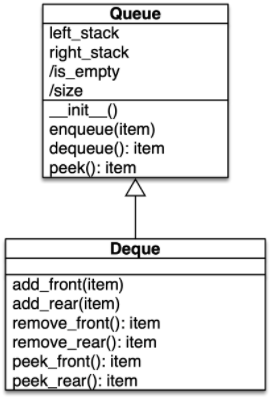 Queue
left_stack
right_stack
/is_empty
/size
__init__()
enqueue(item)
dequeue(): item
peek(): item
Deque
add_front(item)
add_rear(item)
remove_front(): item
remove_rear(): item
peek_front(): item
peek_rear(): item